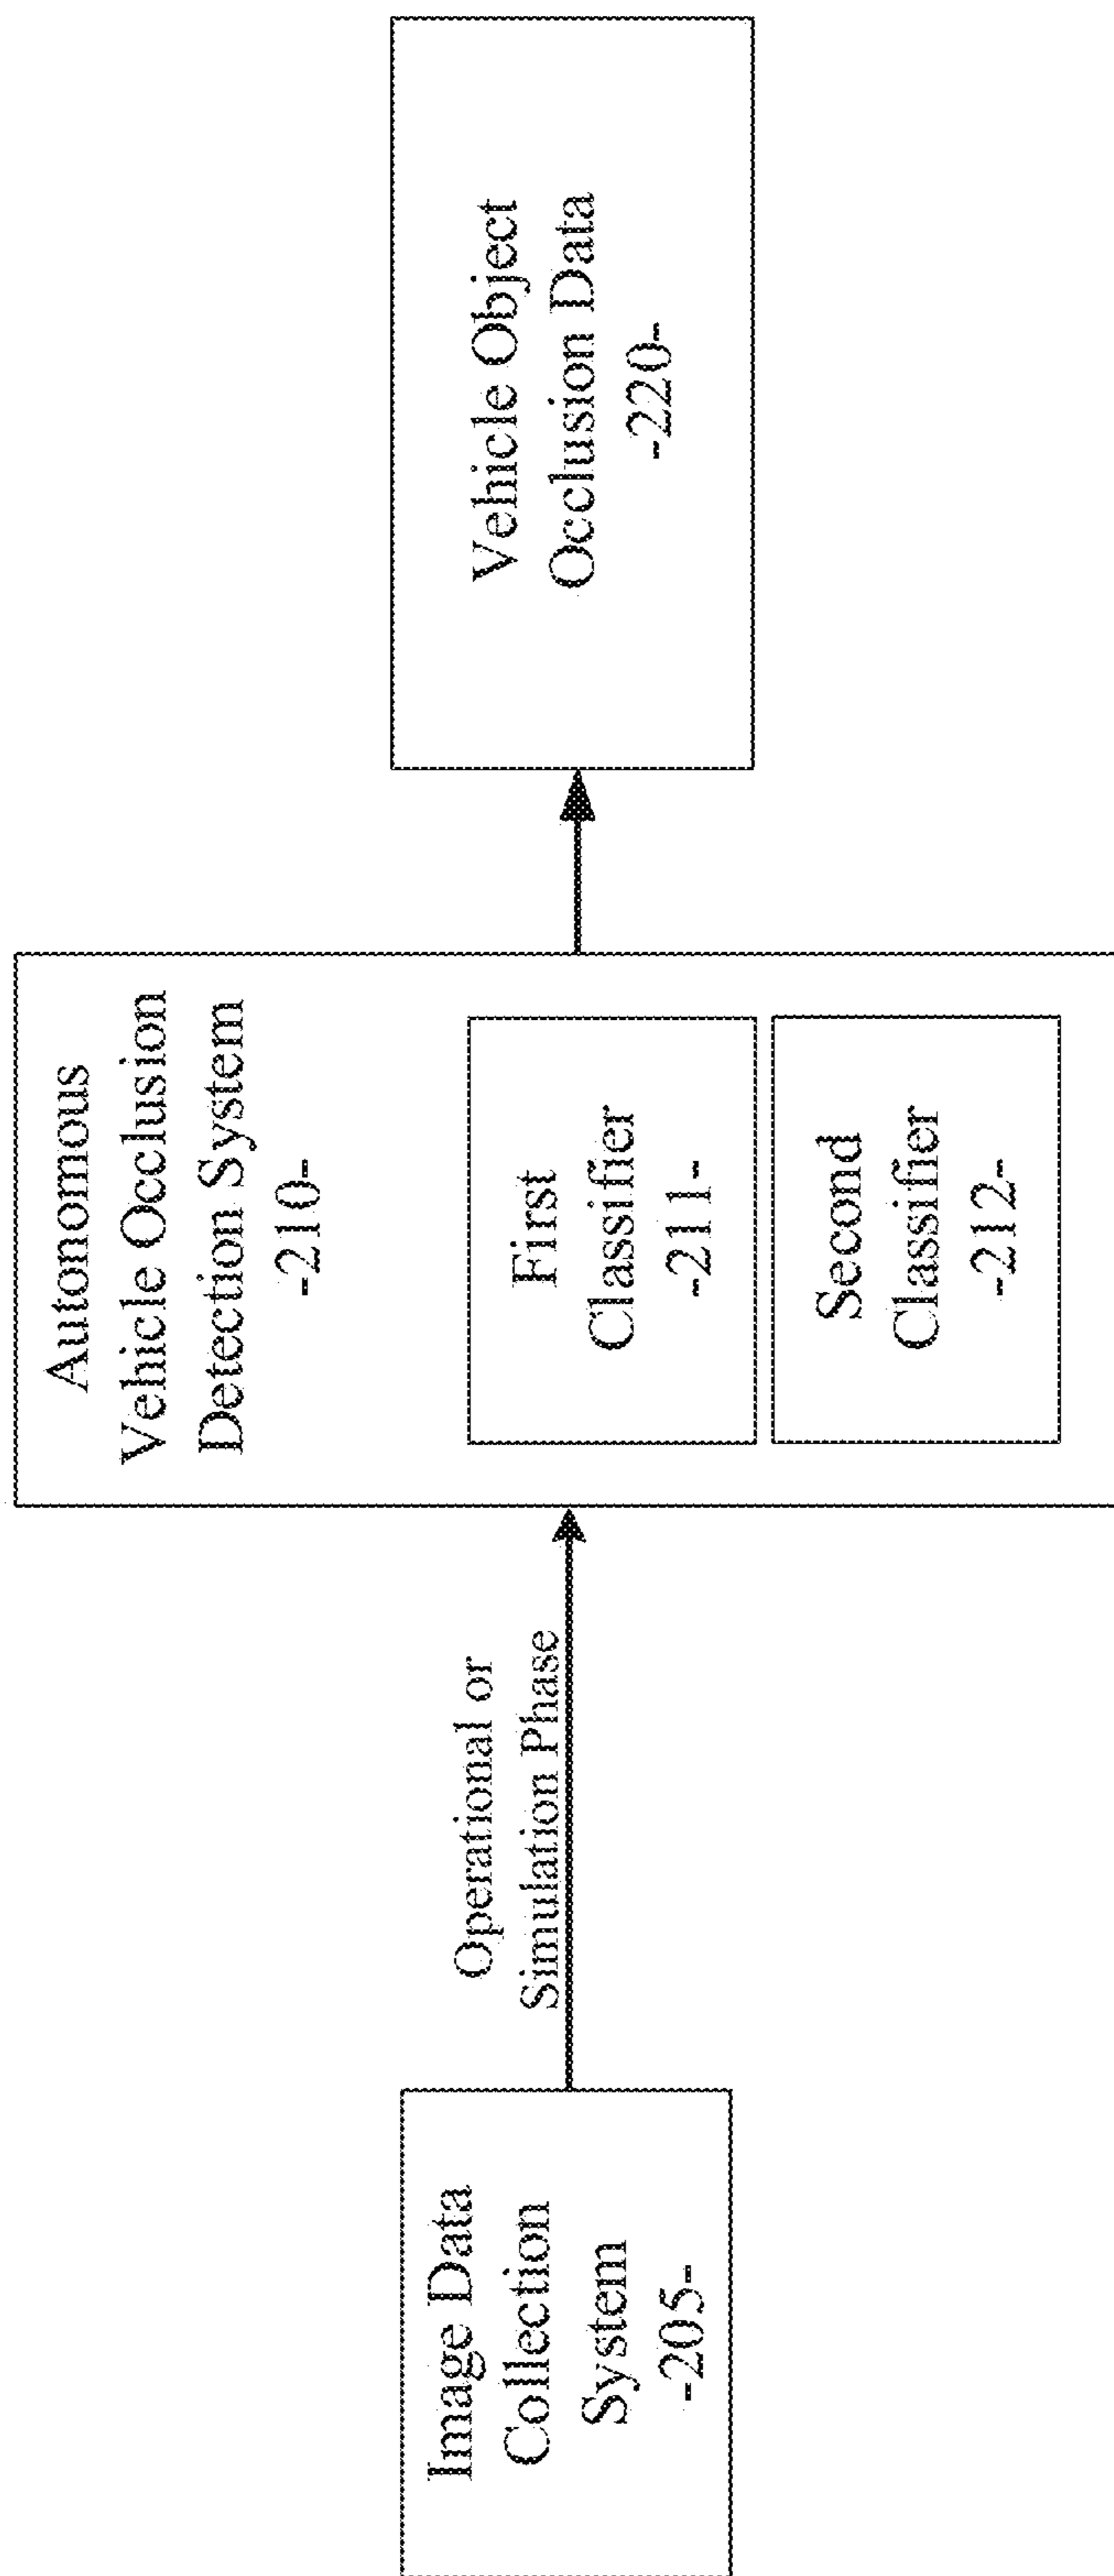 Image Data
Collection
System
-205-
Operational or
Simulation Phase
Autonomous
Vehicle Occlusion
Detection System
-210-
First
Classifier
-211-
Second
Classifier
-212-
Vehicle Object
Occlusion Data
-220-